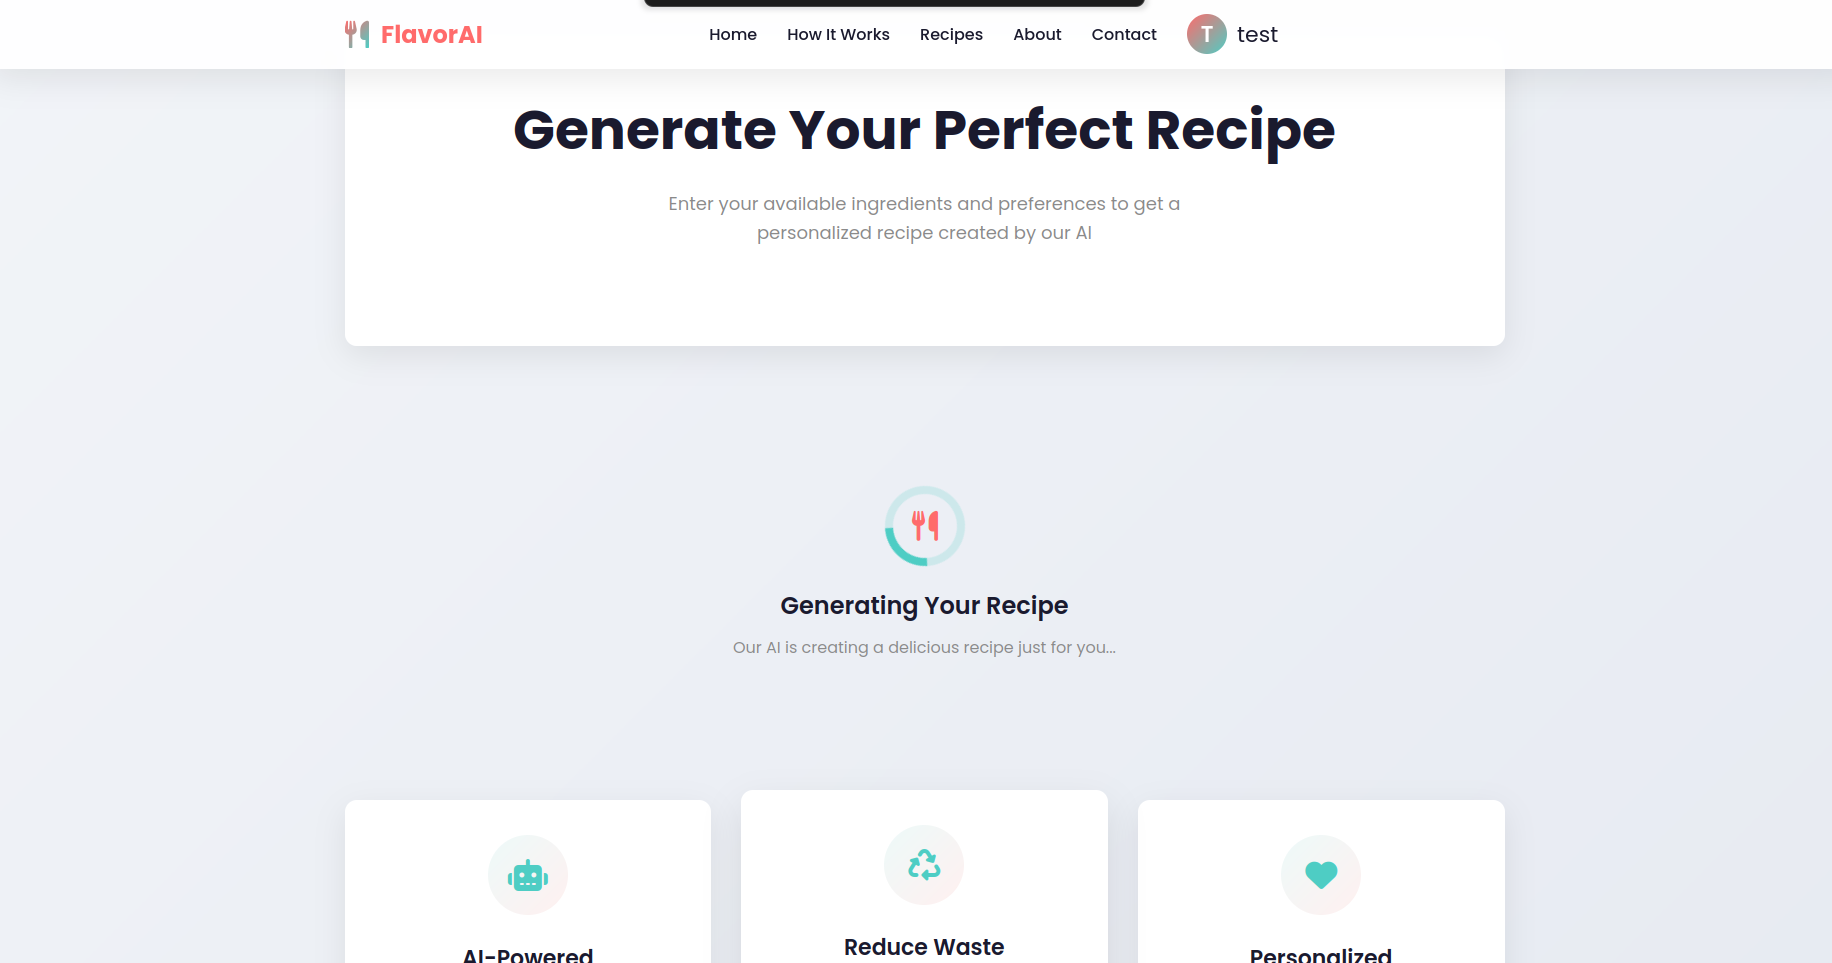 FlavorAI
Home
How It Works
Recipes
About
Contact
T
test
Generate Your Perfect Recipe
Enter your available ingredients and preferences to get a
personalized recipe created by our AI
Generating Your Recipe
Our AI is creating a delicious recipe just for you...
AI-Powered
Reduce Waste
Personalized